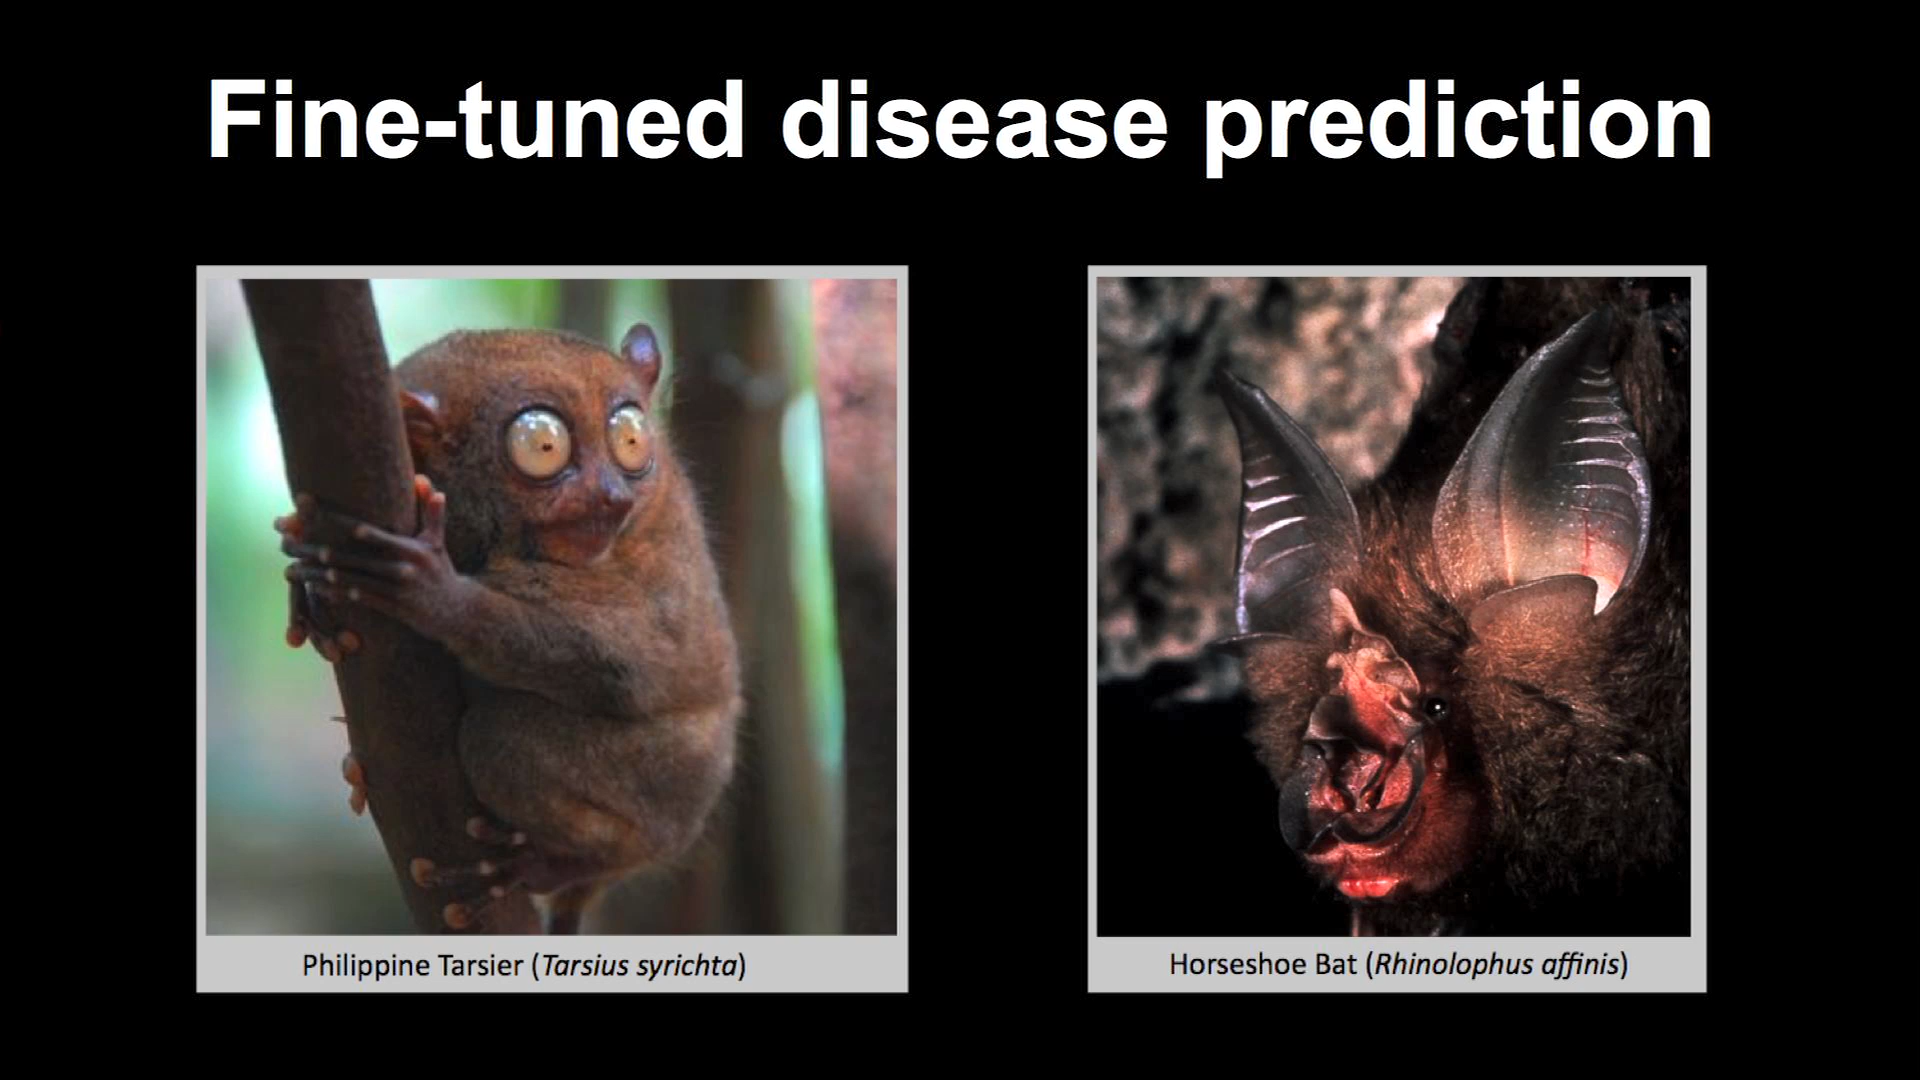 Fine-tuned disease prediction
Philippine Tarsier (Tarsius syrichta)
Horseshoe Bat (Rhinolophus affinis)